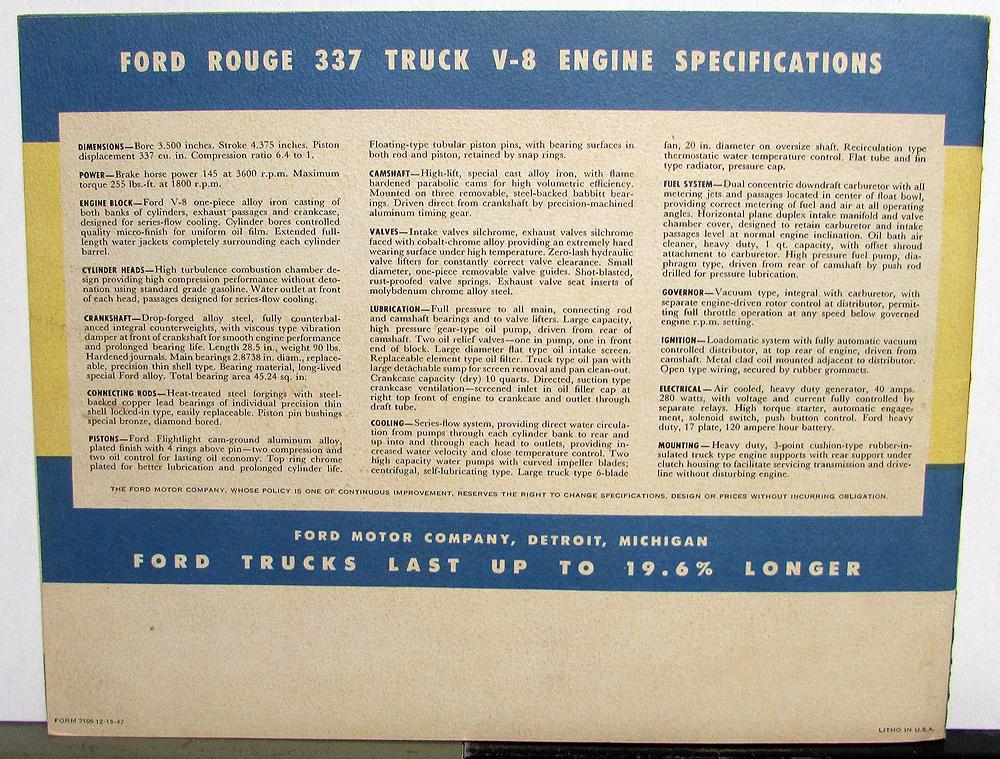 FORD ROUGE 337 TRUCK V-8 ENGINE SPECIFICATIONS
DIMENSIONS—Bore 3.500 inches. Stroke 4.375 inches. Piston
displacement 337 cu. in. Compression ratio 6.4 to 1.
POWER—Brake horse power 145 at 3600 r.p.m. Maximum
torque 255 lbs.-ft. at 1800 r.p.m.
ENGINE BLOCK—Ford V-8 one-piece alloy iron casting of
both banks of cylinders, exhaust passages and crankcase,
designed for series-flow cooling. Cylinder bores controlled
quality micro-finish for uniform oil film. Extended full-
length water jackets completely surrounding each cylinder
barrel.
CYLINDER HEADS—High turbulence combustion chamber de-
sign providing high compression performance without deto-
nation using standard grade gasoline. Water outlet at front
of each head, passages designed for series-flow cooling.
CRANKSHAFT—Drop-forged alloy steel, fully counterbal-
anced integral counterweights, with viscous type vibration
damper at front of crankshaft for smooth engine performance
and prolonged bearing life. Length 28.5 in., weight 90 lbs.
Hardened journals. Main bearings 2.8738 in. diam., replace-
able, precision thin shell type. Bearing material, long-lived
special Ford alloy. Total bearing area 45.24 sq. in.
CONNECTING RODS—Heat-treated steel forgings with steel-
backed copper lead bearings of individual precision thin
shell locked-in type, easily replaceable. Piston pin bushings
special bronze, diamond bored.
PISTONS—Ford Flightlight cam-ground aluminum alloy,
plated finish with 4 rings above pin—two compression and
two oil control for lasting oil economy. Top ring chrome
plated for better lubrication and prolonged cylinder life.
Floating-type tubular piston pins, with bearing surfaces in
both rod and piston, retained by snap rings.
CAMSHAFT—High-lift, special cast alloy iron, with flame
hardened parabolic cams for high volumetric efficiency.
Mounted on three removable, steel-backed babbitt bear-
ings. Driven direct from crankshaft by precision-machined
aluminum timing gear.
VALVES—Intake valves silchrome, exhaust valves silchrome
faced with cobalt-chrome alloy providing an extremely hard
wearing surface under high temperature. Zero-lash hydraulic
valve lifters for constantly correct valve clearance. Small
diameter, one-piece removable valve guides. Shot-blasted,
rust-proofed valve springs. Exhaust valve seat inserts of
molybdenum chrome alloy steel.
LUBRICATION—Full pressure to all main, connecting rod
and camshaft bearings and to valve lifters. Large capacity,
high pressure gear-type oil pump, driven from rear of
camshaft. Two oil relief valves—one in pump, one in front
end of block. Large diameter flat type oil intake screen.
Replaceable element type oil filter. Truck type oil pan with
large detachable sump for screen removal and pan clean-out.
Crankcase capacity (dry) 10 quarts. Directed, suction type
crankcase ventilation—screened inlet in oil filler cap at
right top front of engine to crankcase and outlet through
draft tube.
COOLING—Series-flow system, providing direct water circula-
tion from pumps through each cylinder bank to rear and
up into and through each head to outlets, providing in-
creased water velocity and close temperature control. Two
high capacity water pumps with curved impeller blades;
centrifugal, self-lubricating type. Large truck type 6-blade
fan, 20 in. diameter on oversize shaft. Recirculation type
thermostatic water temperature control. Flat tube and fin
type radiator, pressure cap.
FUEL SYSTEM—Dual concentric downdraft carburetor with all
metering jets and passages located in center of float bowl,
providing correct metering of fuel and air at all operating
angles. Horizontal plane duplex intake manifold and valve
chamber cover, designed to retain carburetor and intake
passages level at normal engine inclination. Oil bath air
cleaner, heavy duty, 1 qt. capacity, with offset shroud
attachment to carburetor. High pressure fuel pump, dia-
phragm type, driven from rear of camshaft by push rod
drilled for pressure lubrication.
GOVERNOR—Vacuum type, integral with carburetor, with
separate engine-driven rotor control at distributor, permit-
ting full throttle operation at any speed below governed
engine r.p.m. setting.
IGNITION—Loadomatic system with fully automatic vacuum
controlled distributor, at top rear of engine, driven from
camshaft. Metal clad coil mounted adjacent to distributor.
Open type wiring, secured by rubber grommets.
ELECTRICAL—Air cooled, heavy duty generator, 40 amps.
280 watts, with voltage and current fully controlled by
separate relays. High torque starter, automatic engage-
ment, solenoid switch, push button control. Ford heavy
duty, 17 plate, 120 ampere hour battery.
MOUNTING—Heavy duty, 3-point cushion-type rubber-in-
sulated truck type engine supports with rear support under
clutch housing to facilitate servicing transmission and drive-
line without disturbing engine.
THE FORD MOTOR COMPANY, WHOSE POLICY IS ONE OF CONTINUOUS IMPROVEMENT, RESERVES THE RIGHT TO CHANGE SPECIFICATIONS, DESIGN OR PRICES WITHOUT INCURRING OBLIGATION.
FORD MOTOR COMPANY, DETROIT, MICHIGAN
FORD TRUCKS LAST UP TO 19.6% LONGER
FORM 7105 12-15-47
LITHO IN U.S.A.